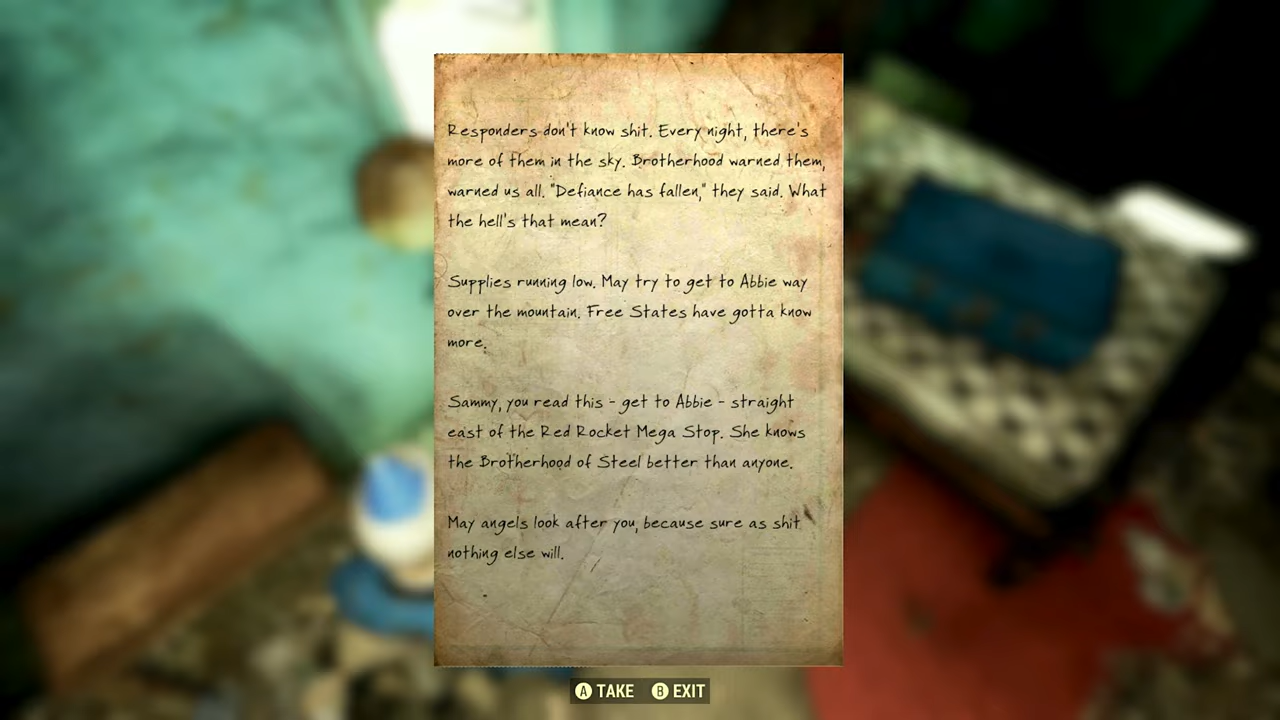 Responders don't know shit. Every night, there's
more of them in the sky. Brotherhood warned them,
warned us all. "Defiance has fallen," they said. What
the hell's that mean?
Supplies running low. May try to get to Abbie way
over the mountain. Free States have gotta know
more.
Sammy, you read this - get to Abbie - straight
east of the Red Rocket Mega Stop. She knows
the Brotherhood of Steel better than anyone.
May angels look after you, because sure as shit
nothing else will.
A TAKE B EXIT